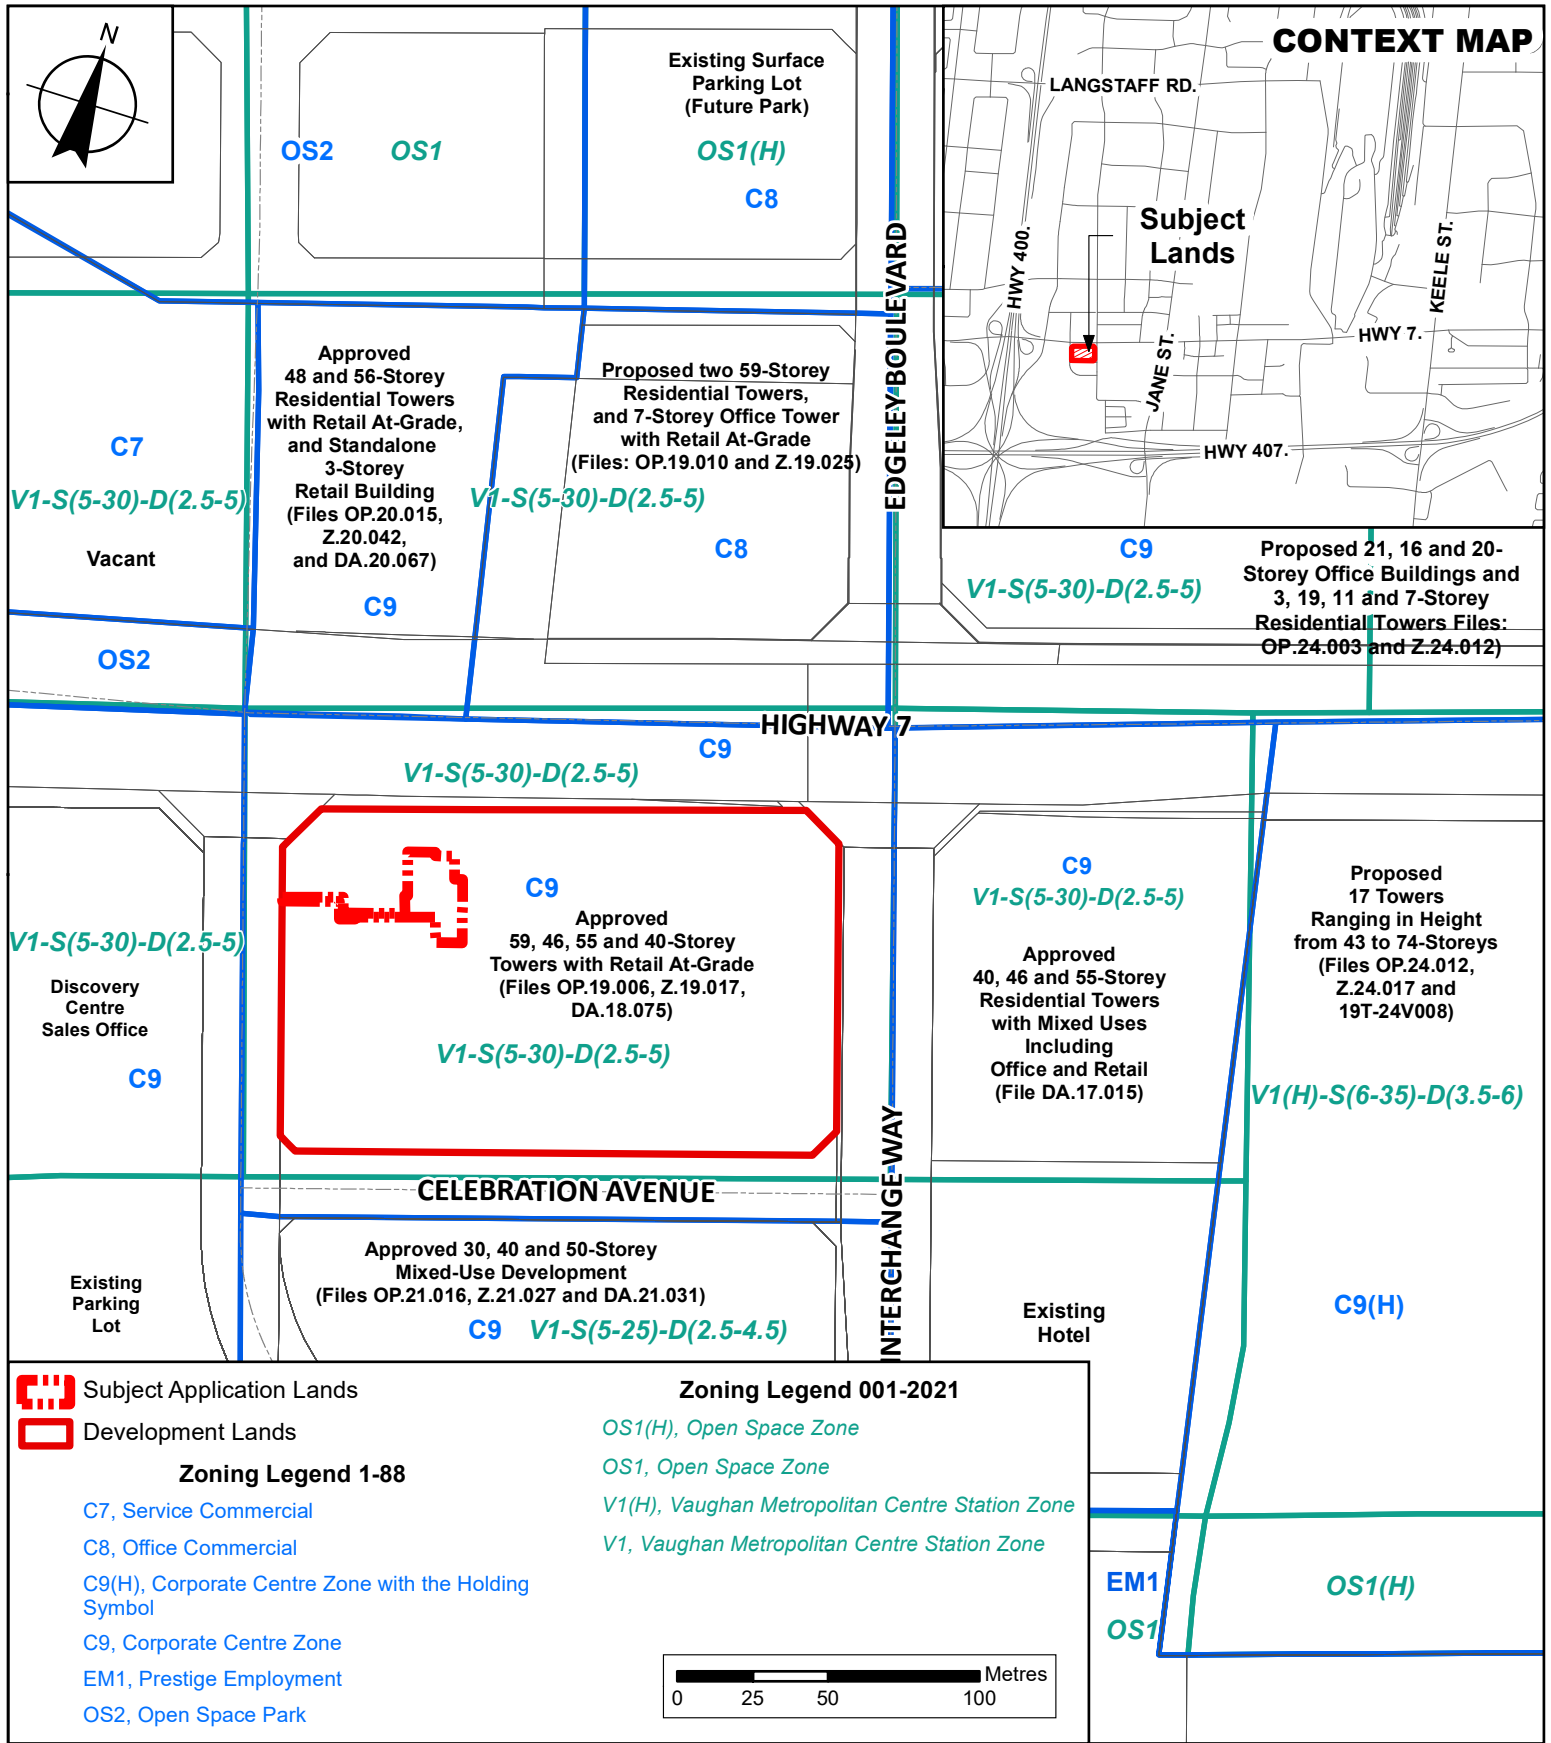 N
CONTEXT MAP
LANGSTAFF RD.
HWY 400.
Subject
Lands
KEELE ST.
JANE ST.
HWY 7.
HWY 407.
Existing Surface
Parking Lot
(Future Park)
OS2
OS1
OS1(H)
C8
EDGELEY BOULEVARD
C7
V1-S(5-30)-D(2.5-5)
Vacant
OS2
Approved
48 and 56-Storey
Residential Towers
with Retail At-Grade,
and Standalone
3-Storey
Retail Building
(Files OP.20.015,
Z.20.042,
and DA.20.067)
C9
Proposed two 59-Storey
Residential Towers,
and 7-Storey Office Tower
with Retail At-Grade
(Files: OP.19.010 and Z.19.025)
V1-S(5-30)-D(2.5-5)
C8
C9
V1-S(5-30)-D(2.5-5)
Proposed 21, 16 and 20-
Storey Office Buildings and
3, 19, 11 and 7-Storey
Residential Towers Files:
OP.24.003 and Z.24.012)
HIGHWAY 7
C9
V1-S(5-30)-D(2.5-5)
V1-S(5-30)-D(2.5-5)
Discovery
Centre
Sales Office
C9
C9
Approved
59, 46, 55 and 40-Storey
Towers with Retail At-Grade
(Files OP.19.006, Z.19.017,
DA.18.075)
V1-S(5-30)-D(2.5-5)
C9
V1-S(5-30)-D(2.5-5)
Approved
40, 46 and 55-Storey
Residential Towers
with Mixed Uses
Including
Office and Retail
(File DA.17.015)
Proposed
17 Towers
Ranging in Height
from 43 to 74-Storeys
(Files OP.24.012,
Z.24.017 and
19T-24V008)
V1(H)-S(6-35)-D(3.5-6)
CELEBRATION AVENUE
INTERCHANGE WAY
Existing
Parking
Lot
Approved 30, 40 and 50-Storey
Mixed-Use Development
(Files OP.21.016, Z.21.027 and DA.21.031)
C9 V1-S(5-25)-D(2.5-4.5)
Existing
Hotel
C9(H)
Subject Application Lands
Development Lands
Zoning Legend 1-88
C7, Service Commercial
C8, Office Commercial
C9(H), Corporate Centre Zone with the Holding
Symbol
C9, Corporate Centre Zone
EM1, Prestige Employment
OS2, Open Space Park
Zoning Legend 001-2021
OS1(H), Open Space Zone
OS1, Open Space Zone
V1(H), Vaughan Metropolitan Centre Station Zone
V1, Vaughan Metropolitan Centre Station Zone
Metres
0 25 50 100
EM1
OS1
OS1(H)